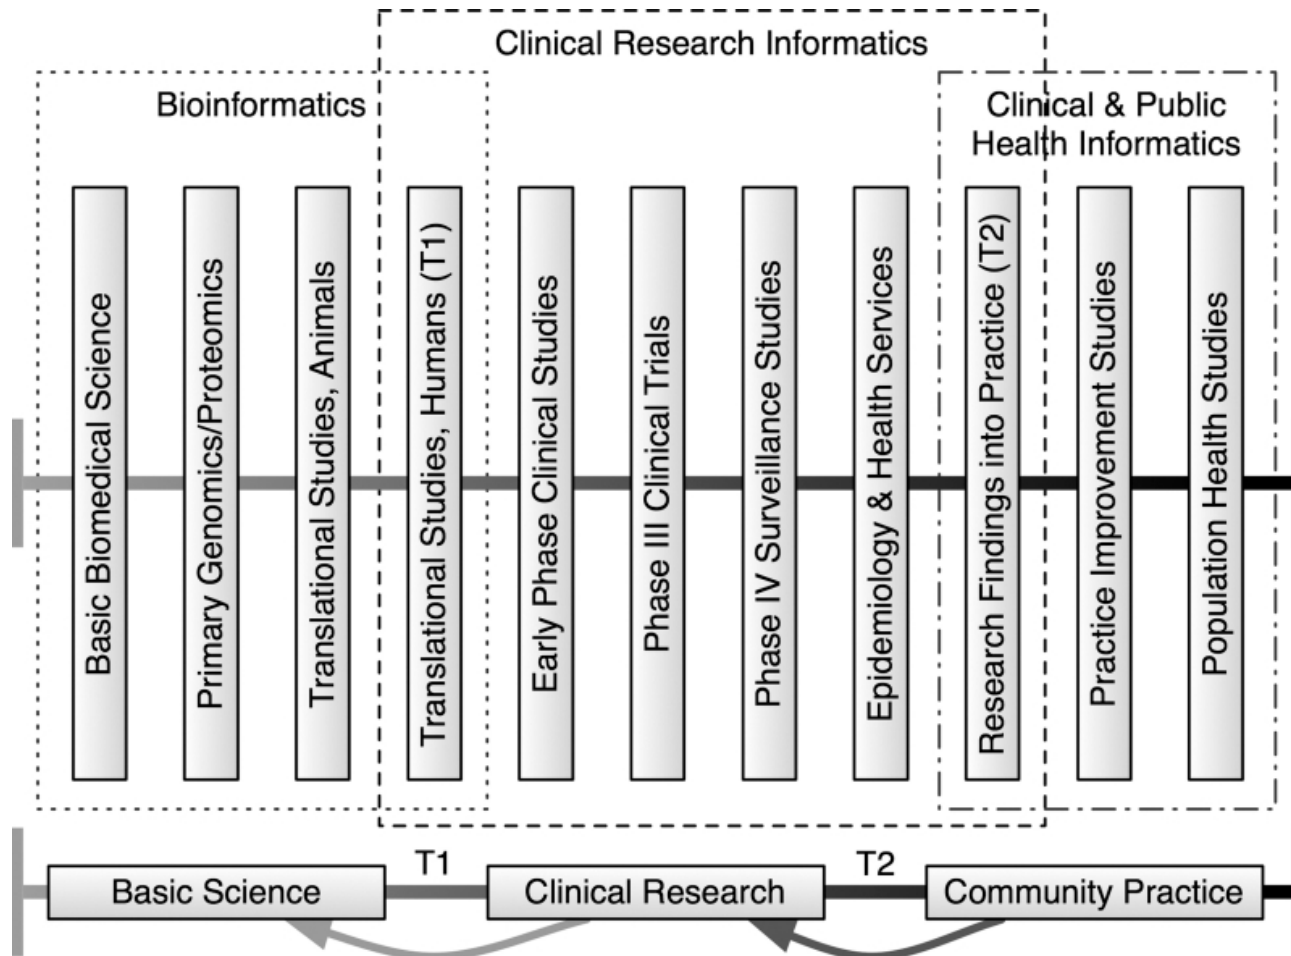 Clinical Research Informatics
Bioinformatics
Clinical & Public
Health Informatics
Basic Biomedical Science
Primary Genomics/Proteomics
Translational Studies, Animals
Translational Studies, Humans (T1)
Early Phase Clinical Studies
Phase III Clinical Trials
Phase IV Surveillance Studies
Epidemiology & Health Services
Research Findings into Practice (T2)
Practice Improvement Studies
Population Health Studies
Basic Science
T1
Clinical Research
T2
Community Practice